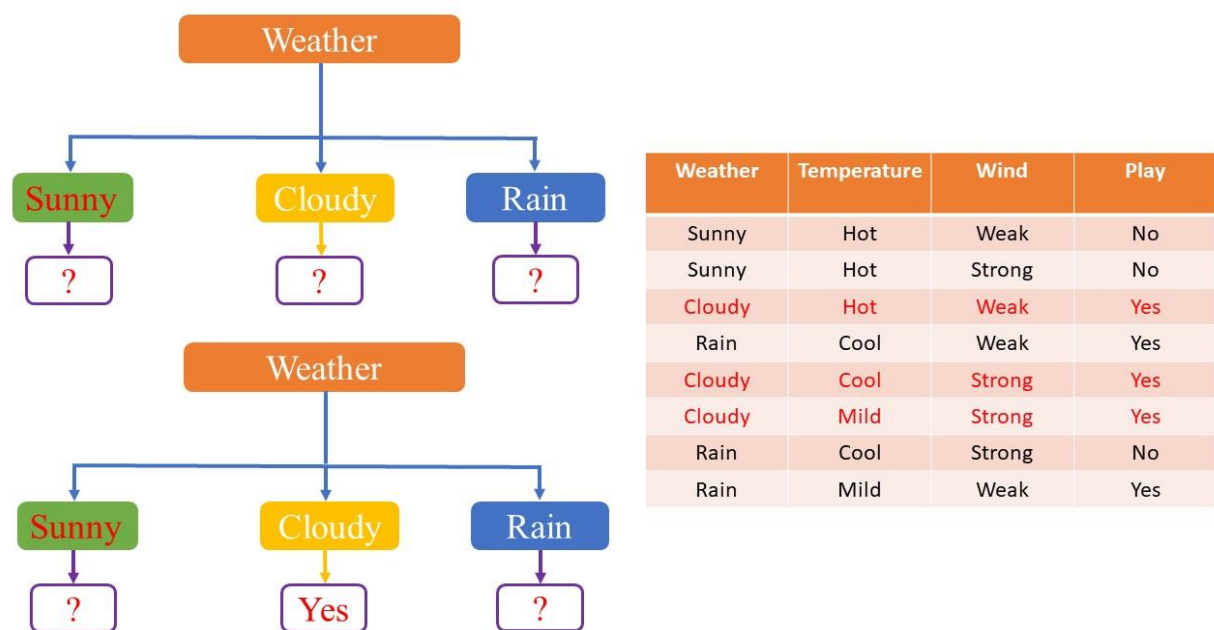 Weather
Sunny Cloudy Rain
? ? ?
Weather
Sunny Cloudy Rain
? Yes ?
Weather Temperature Wind Play
Sunny Hot Weak No
Sunny Hot Strong No
Cloudy Hot Weak Yes
Rain Cool Weak Yes
Cloudy Cool Strong Yes
Cloudy Mild Strong Yes
Rain Cool Strong No
Rain Mild Weak Yes